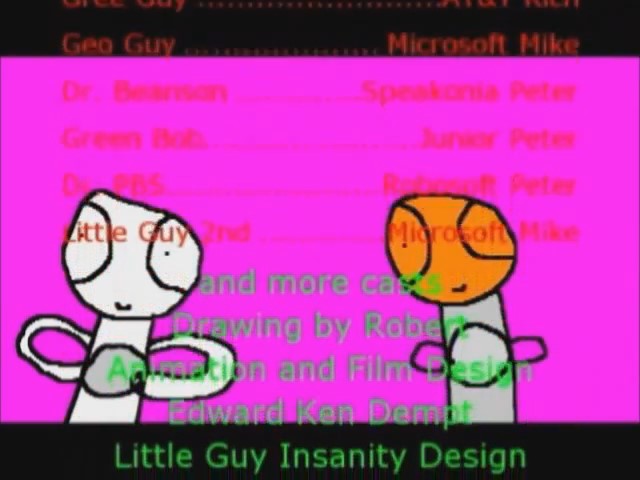 Gree Guy ................................AT&T Rich
Geo Guy ......................... Microsoft Mike
Dr. Beanson ................Speakonia Peter
Green Bob............................Junior Peter
Dr. PBS............................Robosoft Peter
Little Guy 2nd ...............Microsoft Mike
and more casts
Drawing by Robert
Animation and Film Design
Edward Ken Dempt
Little Guy Insanity Design